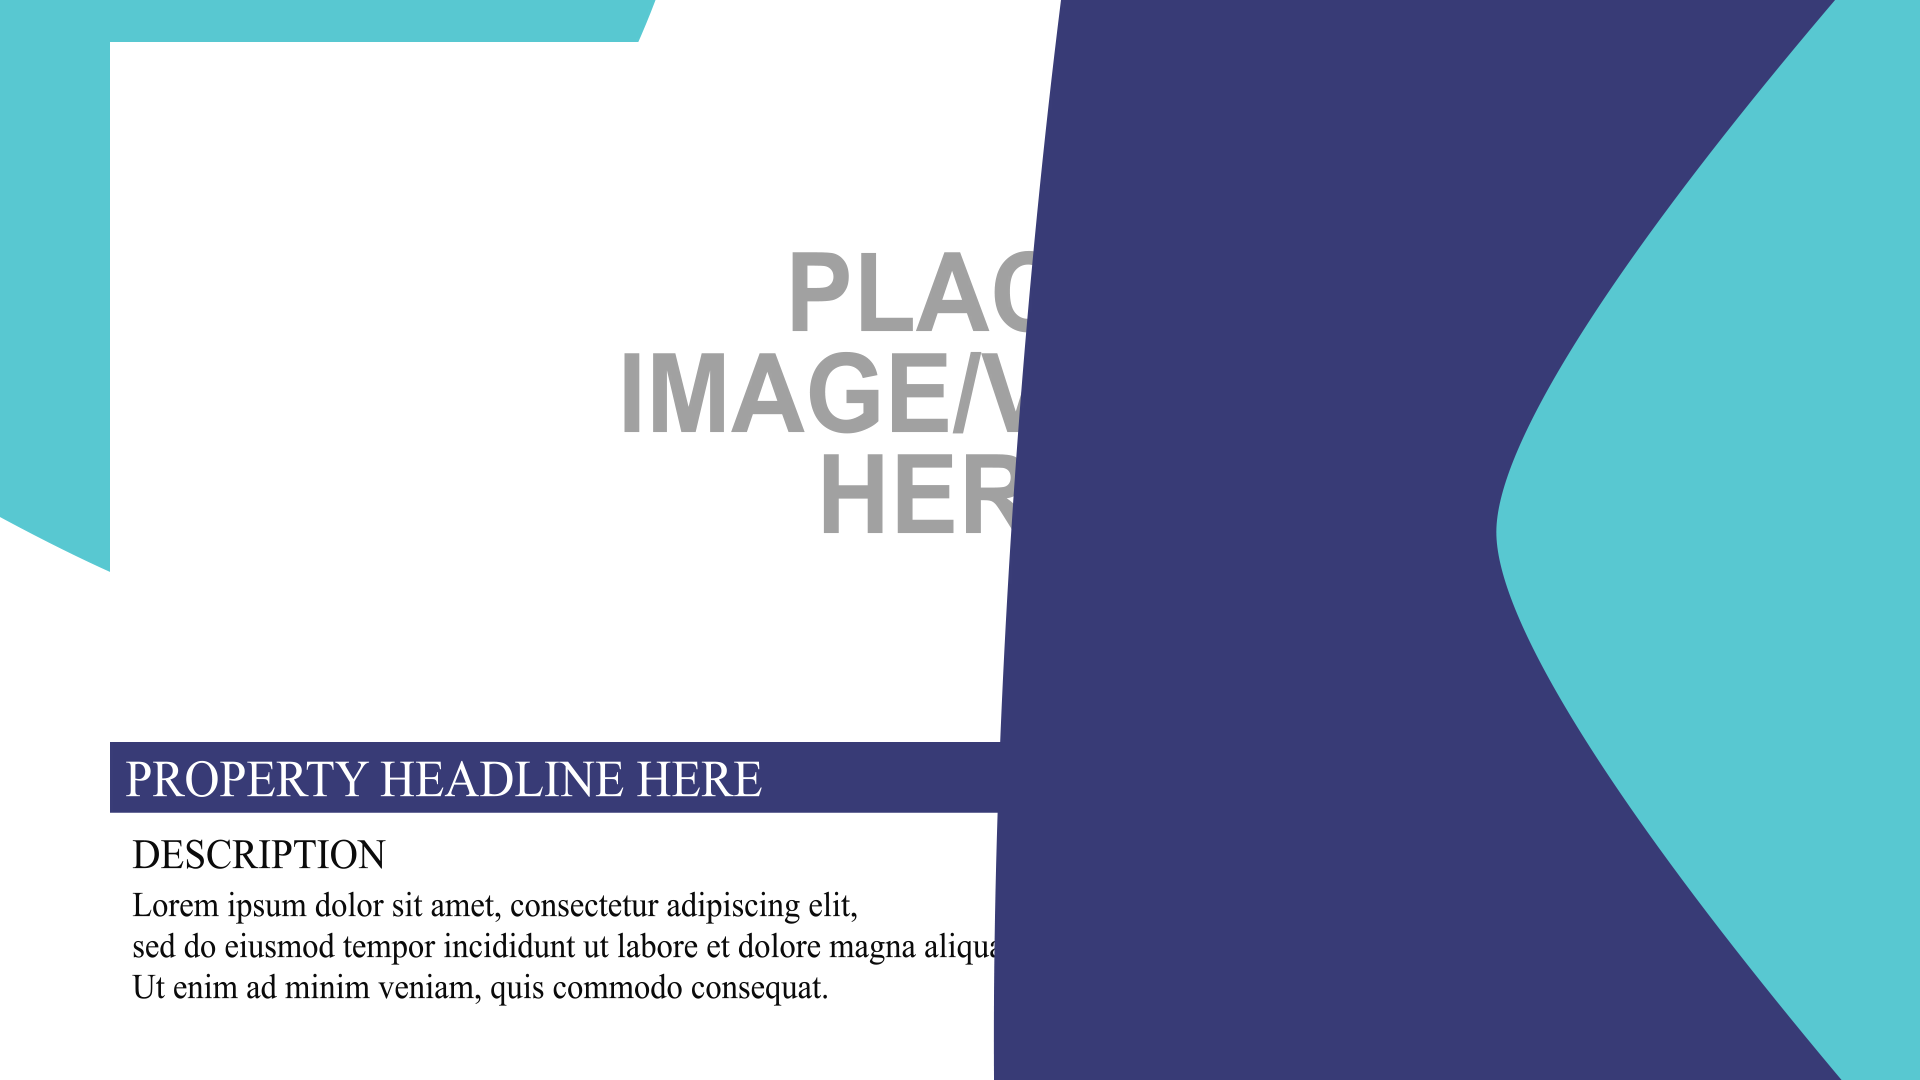 PLAC
IMAGE/V
HER
PROPERTY HEADLINE HERE
DESCRIPTION
Lorem ipsum dolor sit amet, consectetur adipiscing elit,
sed do eiusmod tempor incididunt ut labore et dolore magna aliqua
Ut enim ad minim veniam, quis commodo consequat.